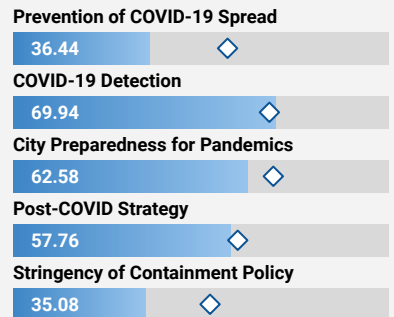 Prevention of COVID-19 Spread
36.44
COVID-19 Detection
69.94
City Preparedness for Pandemics
62.58
Post-COVID Strategy
57.76
Stringency of Containment Policy
35.08